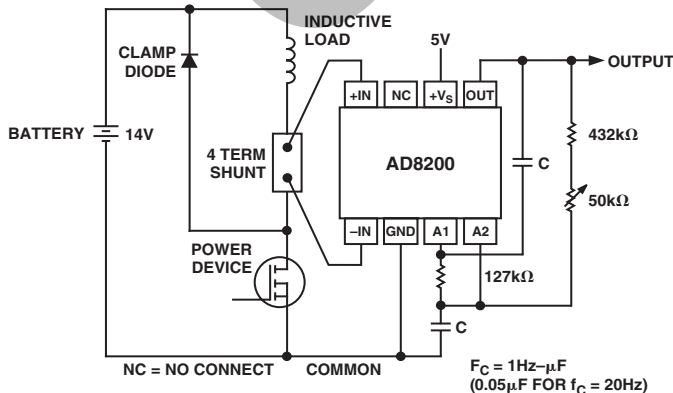 INDUCTIVE
LOAD
CLAMP
DIODE
5V
OUTPUT
+IN
NC
+VS
OUT
BATTERY
14V
4 TERM
SHUNT
AD8200
C
432kΩ
50kΩ
-IN
GND
A1
A2
POWER
DEVICE
127kΩ
C
NC = NO CONNECT
COMMON
FC = 1Hz–μF
(0.05μF FOR fC = 20Hz)